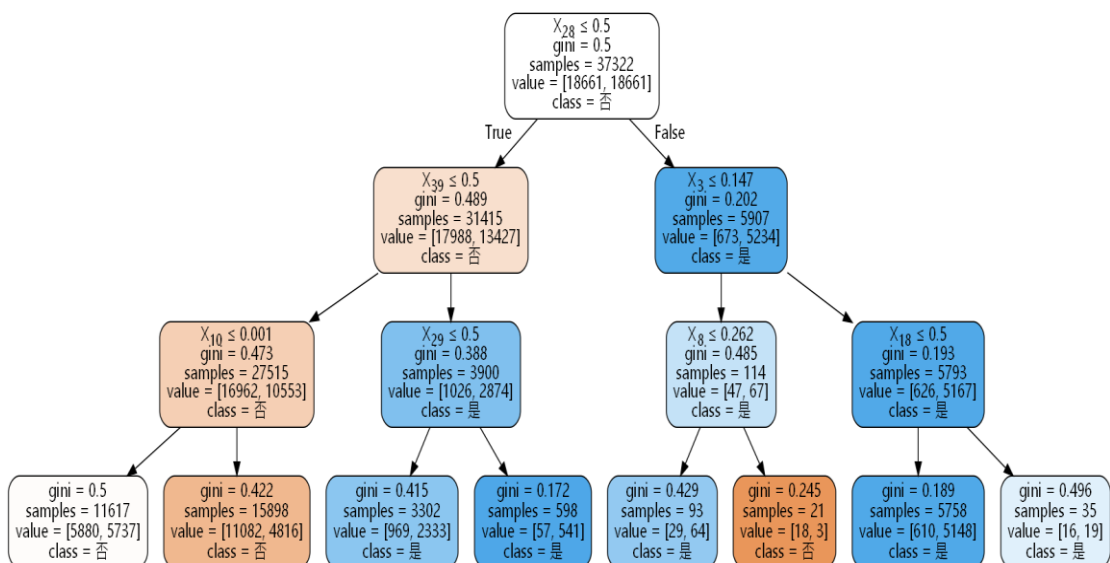 X28 ≤ 0.5
gini = 0.5
samples = 37322
value = [18661, 18661]
class = 否
True
False
X39 ≤ 0.5
gini = 0.489
samples = 31415
value = [17988, 13427]
class = 否
X3 ≤ 0.147
gini = 0.202
samples = 5907
value = [673, 5234]
class = 是
X10 ≤ 0.001
gini = 0.473
samples = 27515
value = [16962, 10553]
class = 否
X29 ≤ 0.5
gini = 0.388
samples = 3900
value = [1026, 2874]
class = 是
X8 ≤ 0.262
gini = 0.485
samples = 114
value = [47, 67]
class = 是
X18 ≤ 0.5
gini = 0.193
samples = 5793
value = [626, 5167]
class = 是
gini = 0.5
samples = 11617
value = [5880, 5737]
class = 否
gini = 0.422
samples = 15898
value = [11082, 4816]
class = 否
gini = 0.415
samples = 3302
value = [969, 2333]
class = 是
gini = 0.172
samples = 598
value = [57, 541]
class = 是
gini = 0.429
samples = 93
value = [29, 64]
class = 是
gini = 0.245
samples = 21
value = [18, 3]
class = 否
gini = 0.189
samples = 5758
value = [610, 5148]
class = 是
gini = 0.496
samples = 35
value = [16, 19]
class = 是